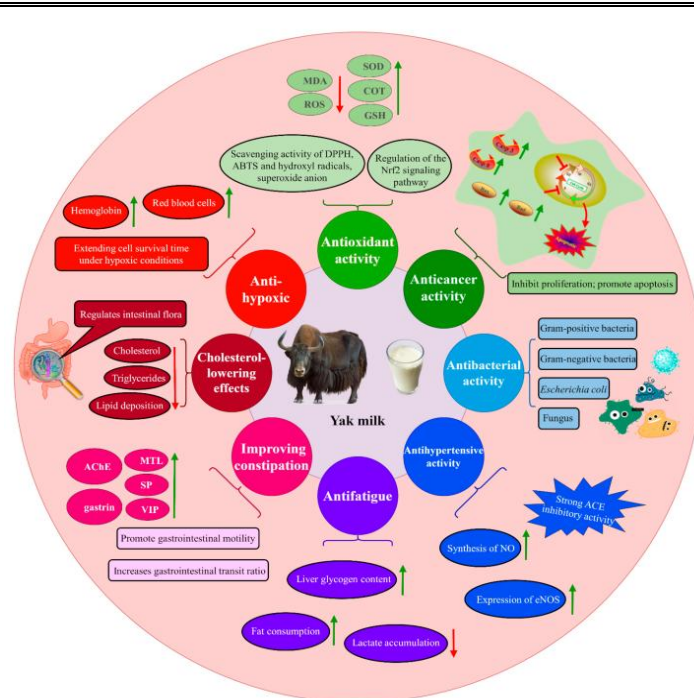 SOD
MDA
COT
ROS
GSH
Scavenging activity of DPPH,
ABTS and hydroxyl radicals,
superoxide anion
Regulation of the
Nrf2 signaling
pathway
Hemoglobin
Red blood cells
Extending cell survival time
under hypoxic conditions
Antioxidant
activity
Anti-
hypoxic
Anticancer
activity
Inhibit proliferation; promote apoptosis
Regulates intestinal flora
Cholesterol
Triglycerides
Lipid deposition
Cholesterol-
lowering
effects
Antibacterial
activity
Gram-positive bacteria
Gram-negative bacteria
Escherichia coli
Fungus
Yak milk
Improving
constipation
Antihypertensive
activity
Antifatigue
AChE
MTL
SP
gastrin
VIP
Promote gastrointestinal motility
Increases gastrointestinal transit ratio
Strong ACE
inhibitory activity
Synthesis of NO
Expression of eNOS
Liver glycogen content
Fat consumption
Lactate accumulation